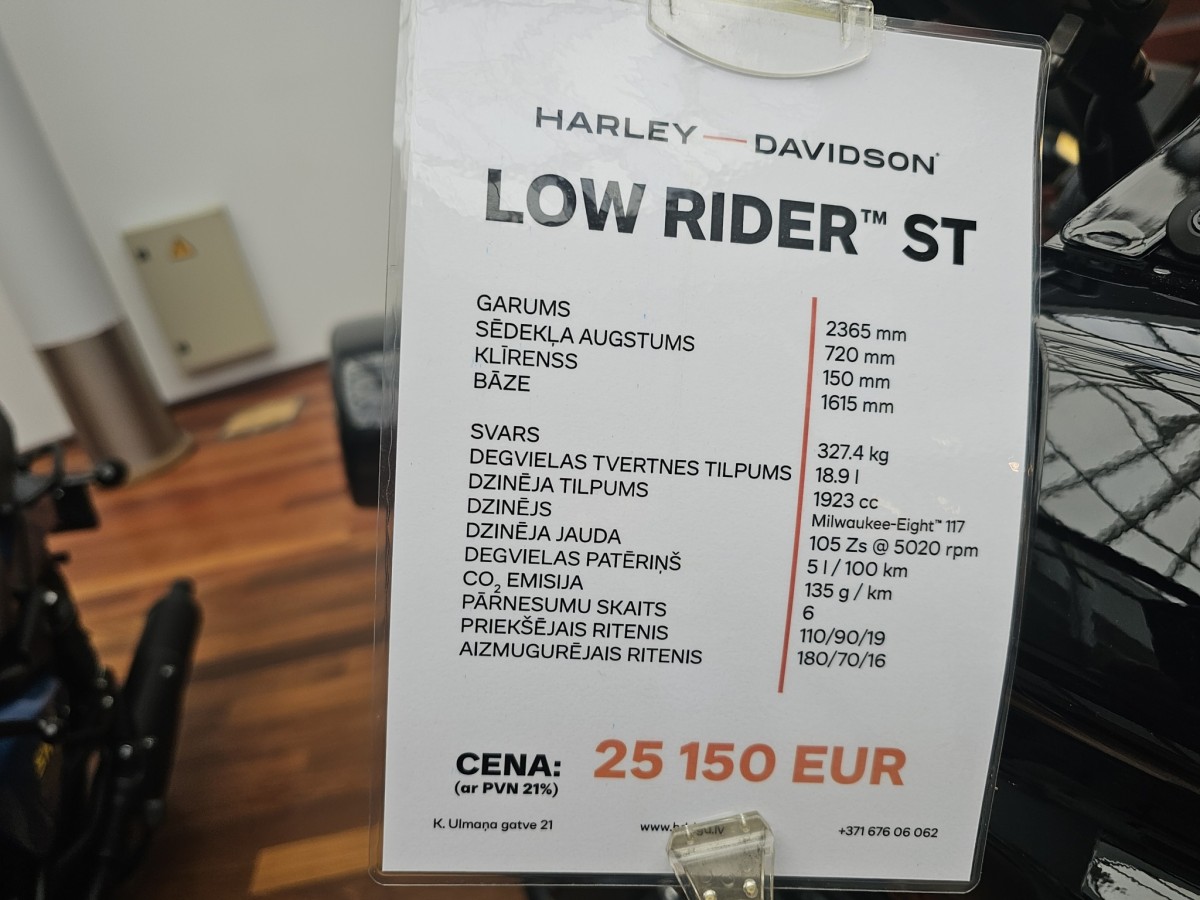 HARLEY — DAVIDSON
LOW RIDER™ ST
GARUMS 2365 mm
SĒDEKĻA AUGSTUMS 720 mm
KLĪRENSS 150 mm
BĀZE 1615 mm
SVARS 327.4 kg
DEGVIELAS TVERTNES TILPUMS 18.9 l
DZINĒJA TILPUMS 1923 cc
DZINĒJS Milwaukee-Eight™ 117
DZINĒJA JAUDA 105 Zs @ 5020 rpm
DEGVIELAS PATĒRIŅŠ 5 l / 100 km
CO₂ EMISIJA 135 g / km
PĀRNESUMU SKAITS 6
PRIEKŠĒJAIS RITENIS 110/90/19
AIZMUGURĒJAIS RITENIS 180/70/16
CENA: 25 150 EUR
(ar PVN 21%)
K. Ulmaņa gatve 21 +371 676 06 062